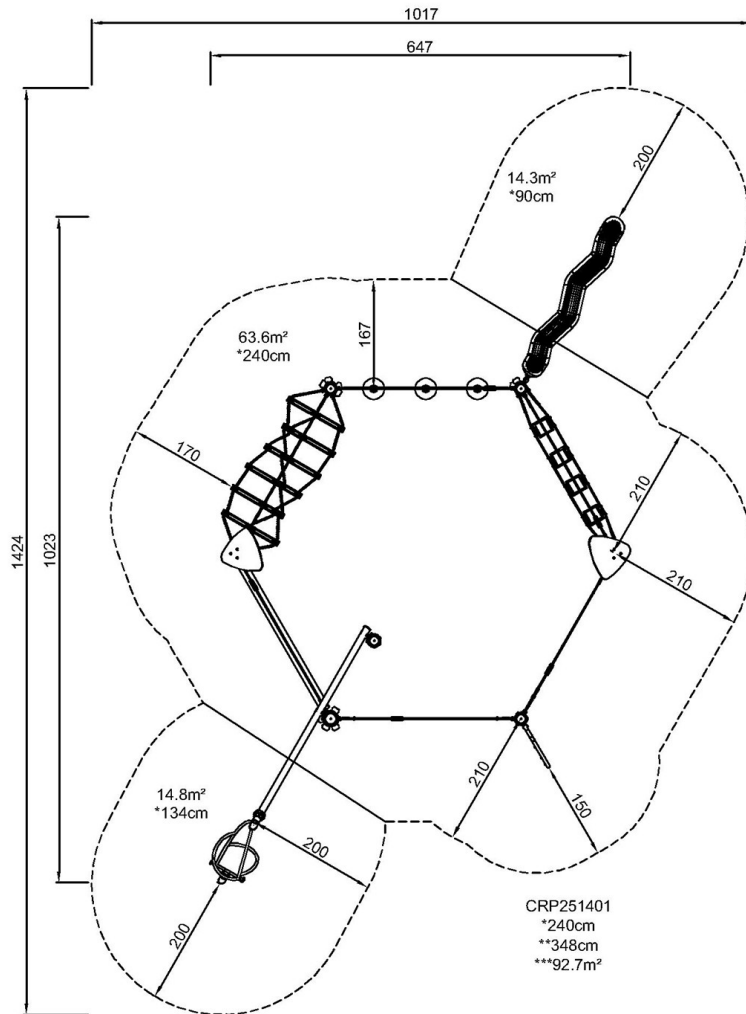 1017
647
200
14.3m²
*90cm
167
63.6m²
*240cm
170
210
1424
1023
210
14.8m²
*134cm
210
150
200
200
CRP251401
*240cm
**348cm
***92.7m²